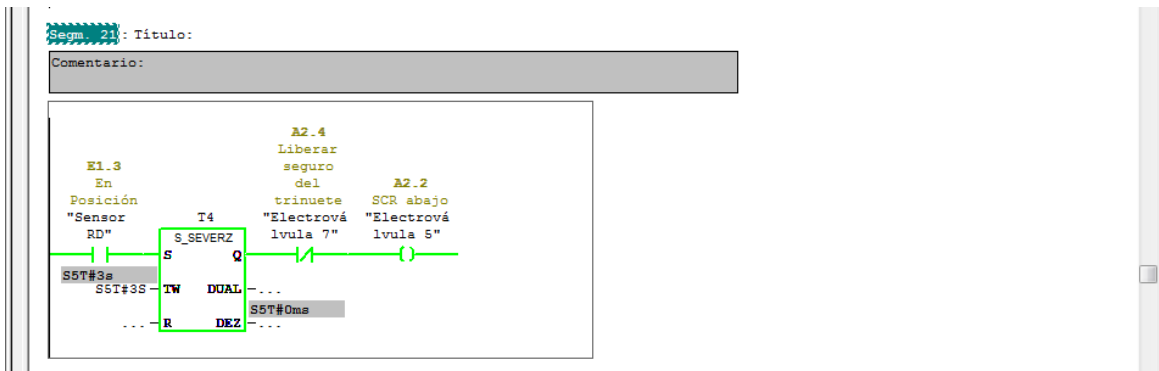 Segm. 21: Título:
Comentario:
A2.4
Liberar
E1.3 seguro
En del A2.2
Posición trinuete SCR abajo
"Sensor T4 "Electrová "Electrová
RD" S_SEVERZ lvula 7" lvula 5"
S Q
S5T#3s
S5T#3S TW DUAL ...
S5T#0ms
... R DEZ ...